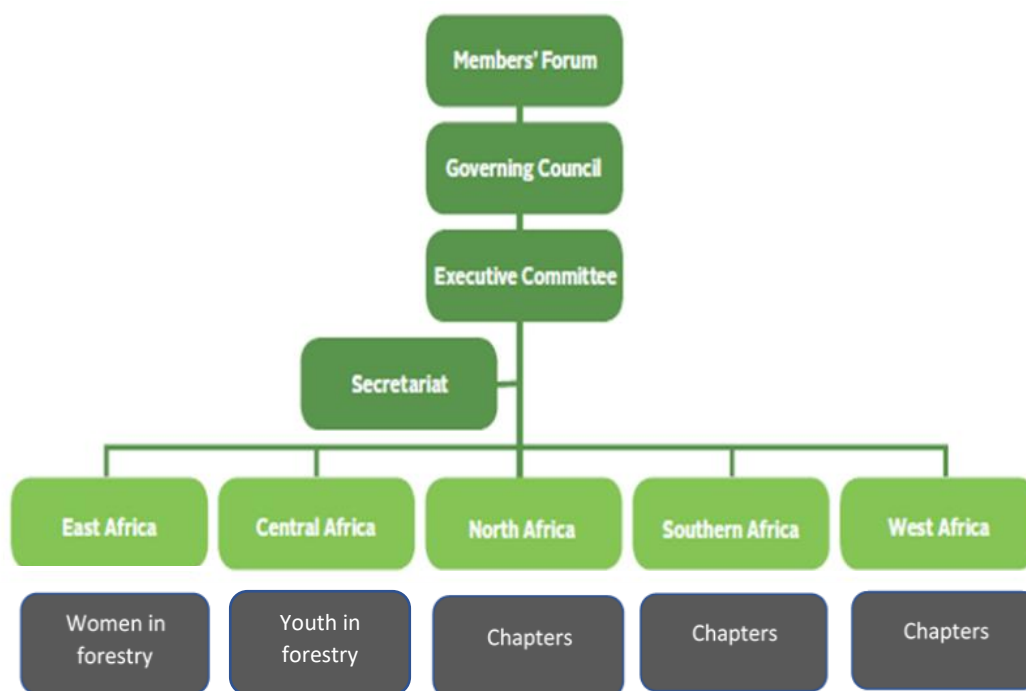 Members' Forum
Governing Council
Executive Committee
Secretariat
East Africa
Central Africa
North Africa
Southern Africa
West Africa
Women in
forestry
Youth in
forestry
Chapters
Chapters
Chapters